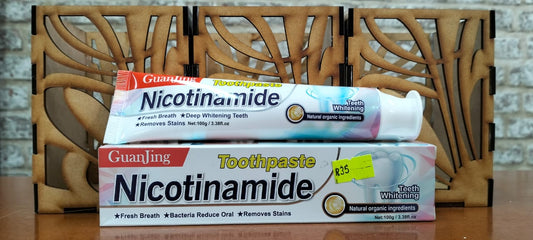 GuanJing
Toothpaste
Nicotinamide
★Fresh Breath ★Deep Whitening Teeth
★Removes Stains Net:100g / 3.38fl.oz
Teeth
Whitening
Natural organic ingredients
GuanJing
Toothpaste
Nicotinamide
★Fresh Breath ★Bacteria Reduce Oral ★Removes Stains
R35
Teeth
Whitening
Natural organic ingredients
Net:100g / 3.38fl.oz